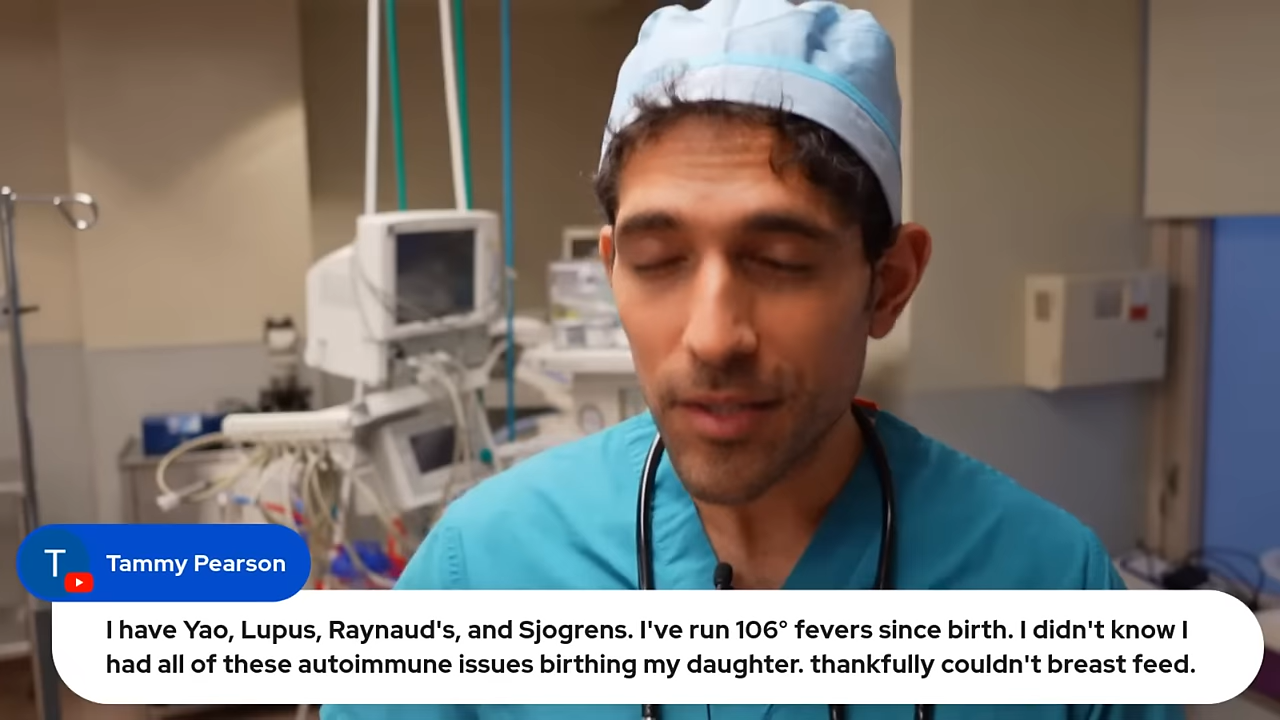 T
Tammy Pearson
I have Yao, Lupus, Raynaud's, and Sjogrens. I've run 106° fevers since birth. I didn't know I
had all of these autoimmune issues birthing my daughter. thankfully couldn't breast feed.